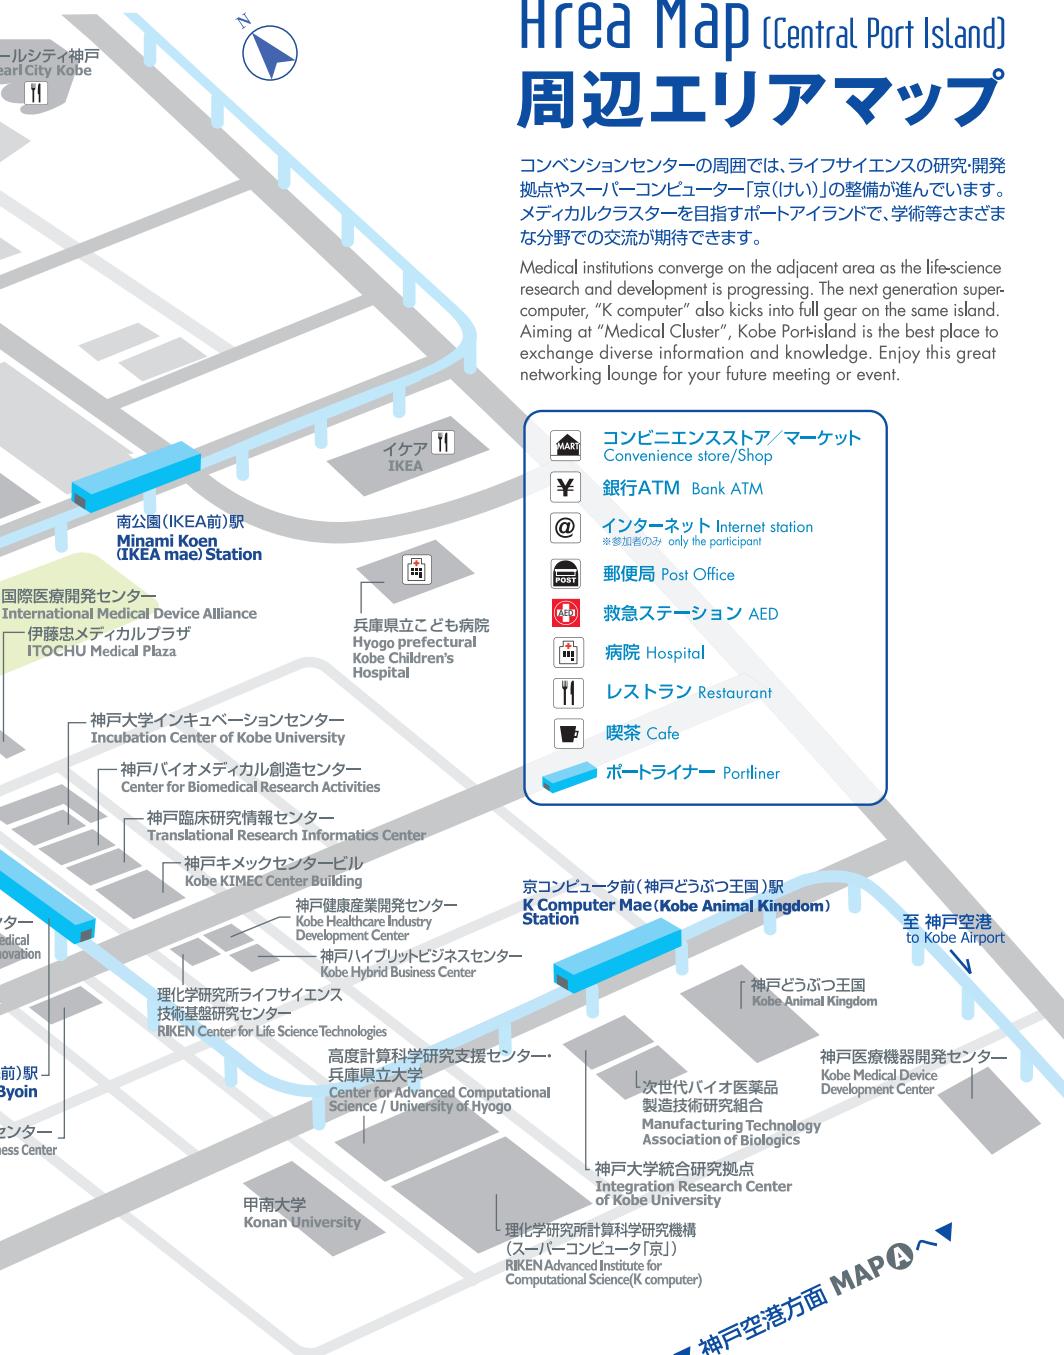 Area Map (Central Port Island)
周辺エリアマップ
コンベンションセンターの周囲では、ライフサイエンスの研究・開発
拠点やスーパーコンピューター「京(けい)」の整備が進んでいます。
メディカルクラスターを目指すポートアイランドで、学術等さまざま
な分野での交流が期待できます。
Medical institutions converge on the adjacent area as the life-science
research and development is progressing. The next generation super-
computer, “K computer” also kicks into full gear on the same island.
Aiming at “Medical Cluster”, Kobe Port-island is the best place to
exchange diverse information and knowledge. Enjoy this great
networking lounge for your future meeting or event.
N
ールシティ神戸
earl City Kobe
MART
コンビニエンスストア／マーケット
Convenience store/Shop
¥
銀行ATM Bank ATM
@
インターネット Internet station
※参加者のみ only the participant
POST
郵便局 Post Office
AED
救急ステーション AED
病院 Hospital
レストラン Restaurant
喫茶 Cafe
ポートライナー Portliner
イケア
IKEA
南公園(IKEA前)駅
Minami Koen
(IKEA mae) Station
国際医療開発センター
International Medical Device Alliance
伊藤忠メディカルプラザ
ITOCHU Medical Plaza
兵庫県立こども病院
Hyogo prefectural
Kobe Children's
Hospital
神戸大学インキュベーションセンター
Incubation Center of Kobe University
神戸バイオメディカル創造センター
Center for Biomedical Research Activities
神戸臨床研究情報センター
Translational Research Informatics Center
神戸キメックセンタービル
Kobe KIMEC Center Building
神戸健康産業開発センター
Kobe Healthcare Industry
Development Center
神戸ハイブリットビジネスセンター
Kobe Hybrid Business Center
ンター
edical
novation
理化学研究所ライフサイエンス
技術基盤研究センター
RIKEN Center for Life Science Technologies
京コンピュータ前(神戸どうぶつ王国)駅
K Computer Mae (Kobe Animal Kingdom)
Station
至 神戸空港
to Kobe Airport
神戸どうぶつ王国
Kobe Animal Kingdom
高度計算科学研究支援センター・
兵庫県立大学
Center for Advanced Computational
Science / University of Hyogo
神戸医療機器開発センター
Kobe Medical Device
Development Center
前)駅
Byoin
次世代バイオ医薬品
製造技術研究組合
Manufacturing Technology
Association of Biologics
センター
ness Center
神戸大学統合研究拠点
Integration Research Center
of Kobe University
甲南大学
Konan University
理化学研究所計算科学研究機構
(スーパーコンピュータ「京」)
RIKEN Advanced Institute for
Computational Science(K computer)
神戸空港方面 MAP A へ